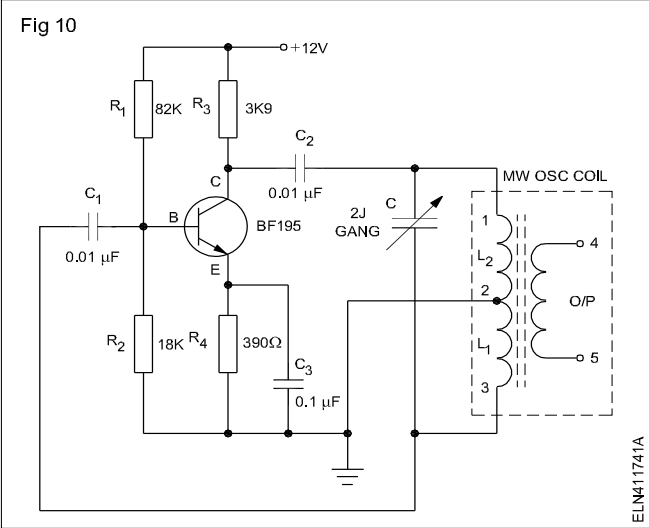 Fig 10
+12V
R1
82K
R3
3K9
C2
0.01 µF
C
MW OSC COIL
C1
0.01 µF
B
BF195
E
2J
GANG
C
1
L2
2
L1
3
4
O/P
5
R2
18K
R4
390Ω
C3
0.1 µF
ELN411741A